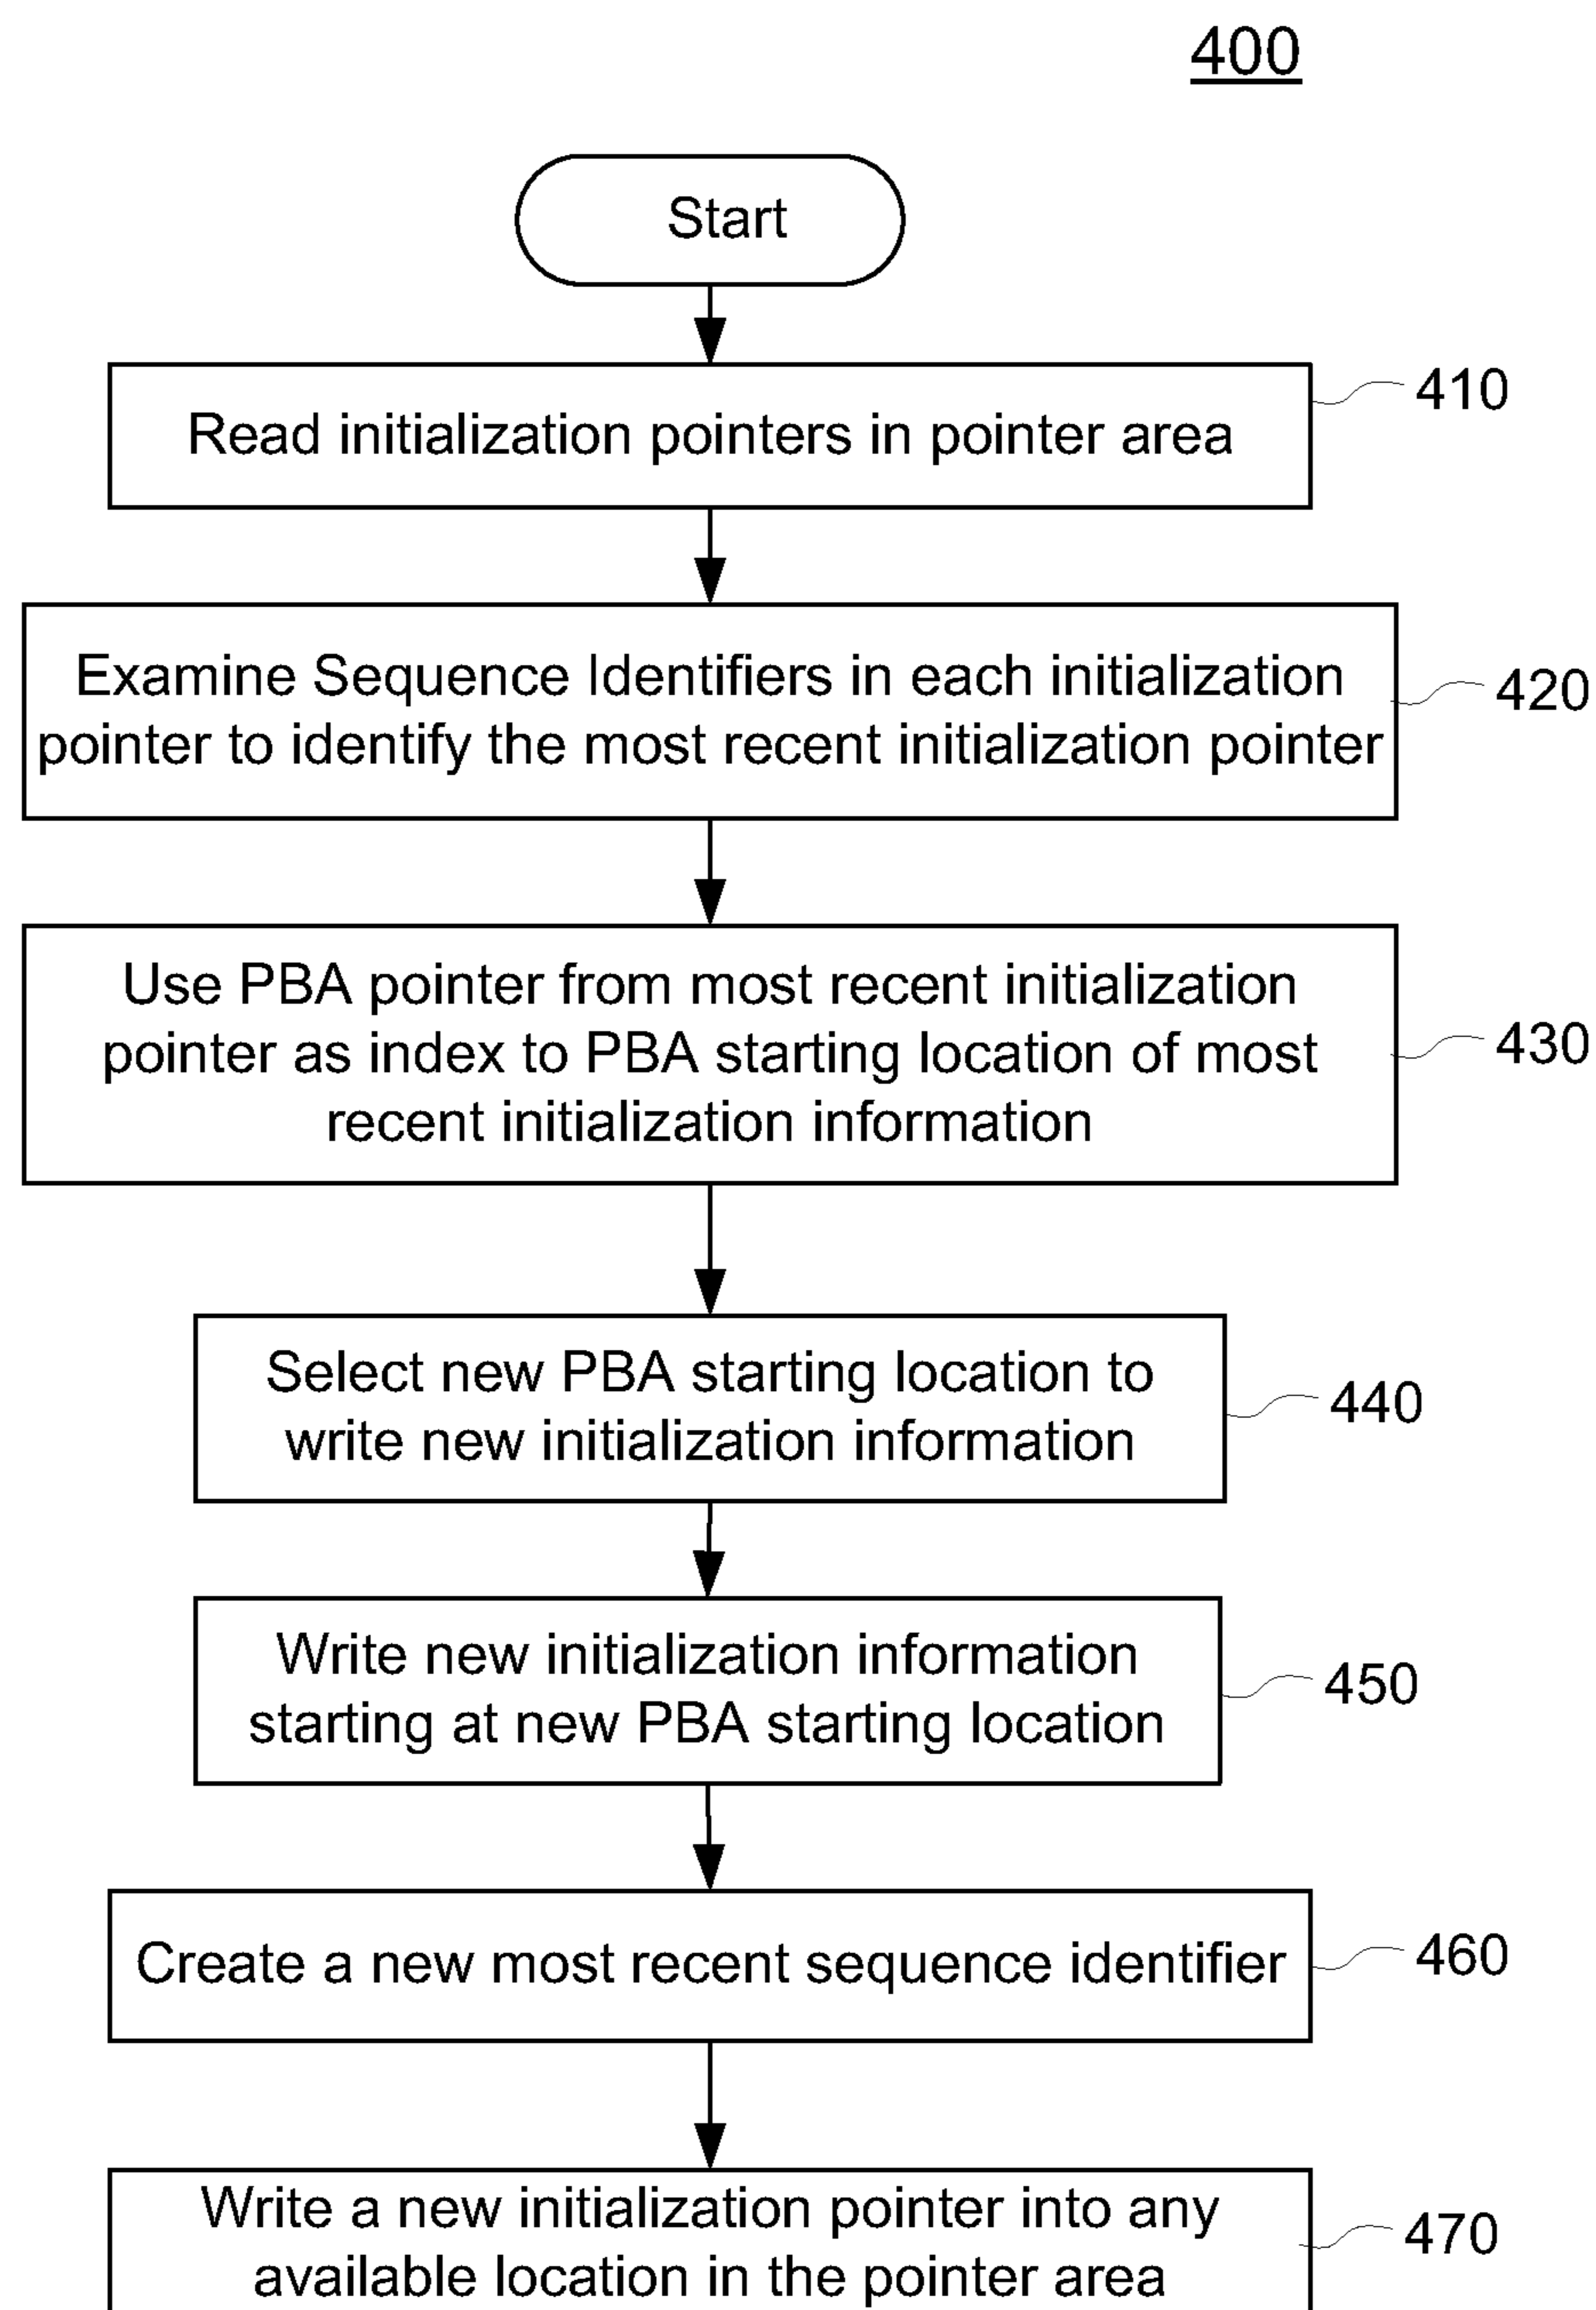 400
Start
Read initialization pointers in pointer area
410
Examine Sequence Identifiers in each initialization
pointer to identify the most recent initialization pointer
420
Use PBA pointer from most recent initialization
pointer as index to PBA starting location of most
recent initialization information
430
Select new PBA starting location to
write new initialization information
440
Write new initialization information
starting at new PBA starting location
450
Create a new most recent sequence identifier
460
Write a new initialization pointer into any
available location in the pointer area
470